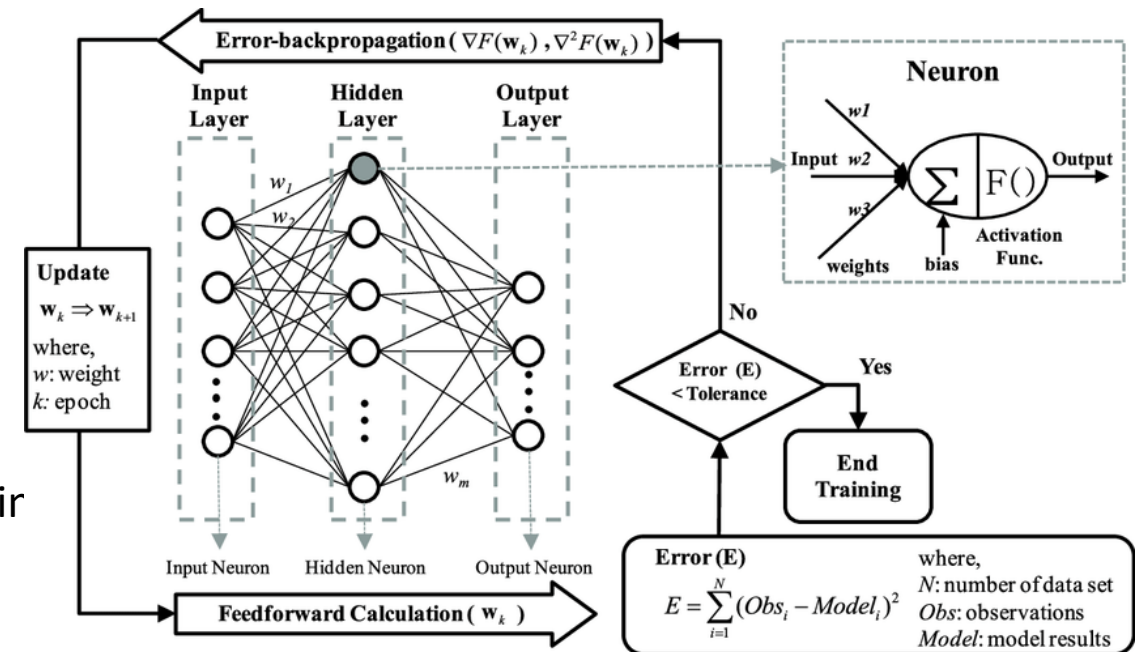 Error-backpropagation ( ∇F(w_k) , ∇²F(w_k) )
Input Layer
Hidden Layer
Output Layer
w_1
w_2
w_m
Input Neuron
Hidden Neuron
Output Neuron
Neuron
w1
Input w2
w3
Σ F()
Output
Activation
Func.
weights
bias
Update
w_k ⇒ w_{k+1}
where,
w: weight
k: epoch
No
Error (E)
< Tolerance
Yes
End
Training
Feedforward Calculation ( w_k )
Error (E)
E = Σ_{i=1}^{N} (Obs_i − Model_i)²
where,
N: number of data set
Obs: observations
Model: model results